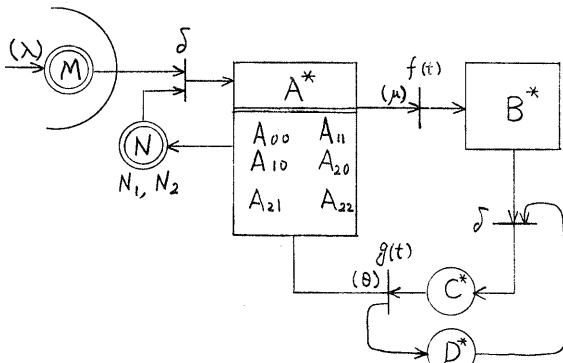 (λ)
M
δ
N
N₁, N₂
A*
A₀₀ A₁₁
A₁₀ A₂₀
A₂₁ A₂₂
(μ)
f(t)
B*
δ
g(t)
(θ)
C*
D*